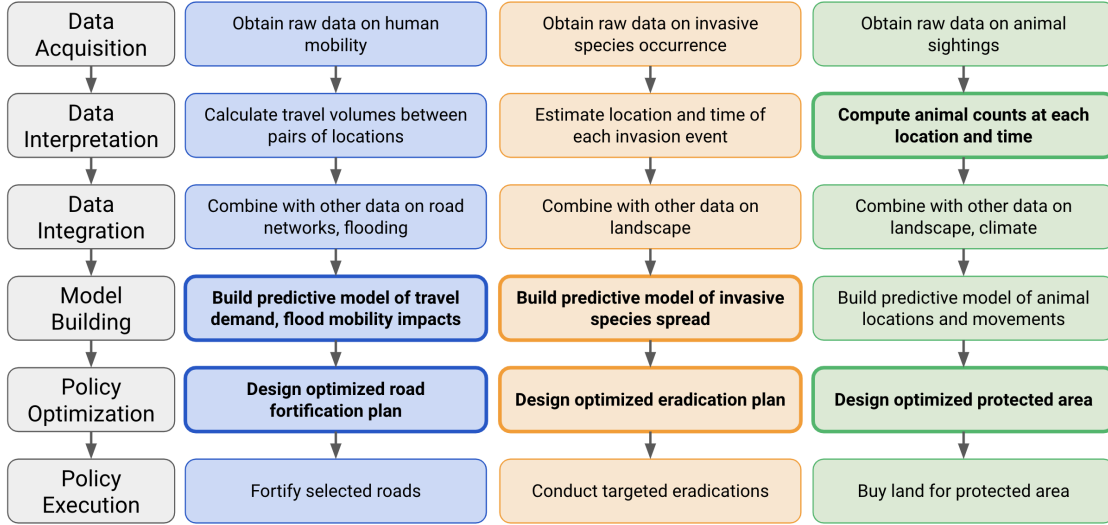 Data
Acquisition
Obtain raw data on human
mobility
Obtain raw data on invasive
species occurrence
Obtain raw data on animal
sightings
Data
Interpretation
Calculate travel volumes between
pairs of locations
Estimate location and time of
each invasion event
Compute animal counts at each
location and time
Data
Integration
Combine with other data on road
networks, flooding
Combine with other data on
landscape
Combine with other data on
landscape, climate
Model
Building
Build predictive model of travel
demand, flood mobility impacts
Build predictive model of invasive
species spread
Build predictive model of animal
locations and movements
Policy
Optimization
Design optimized road
fortification plan
Design optimized eradication plan
Design optimized protected area
Policy
Execution
Fortify selected roads
Conduct targeted eradications
Buy land for protected area